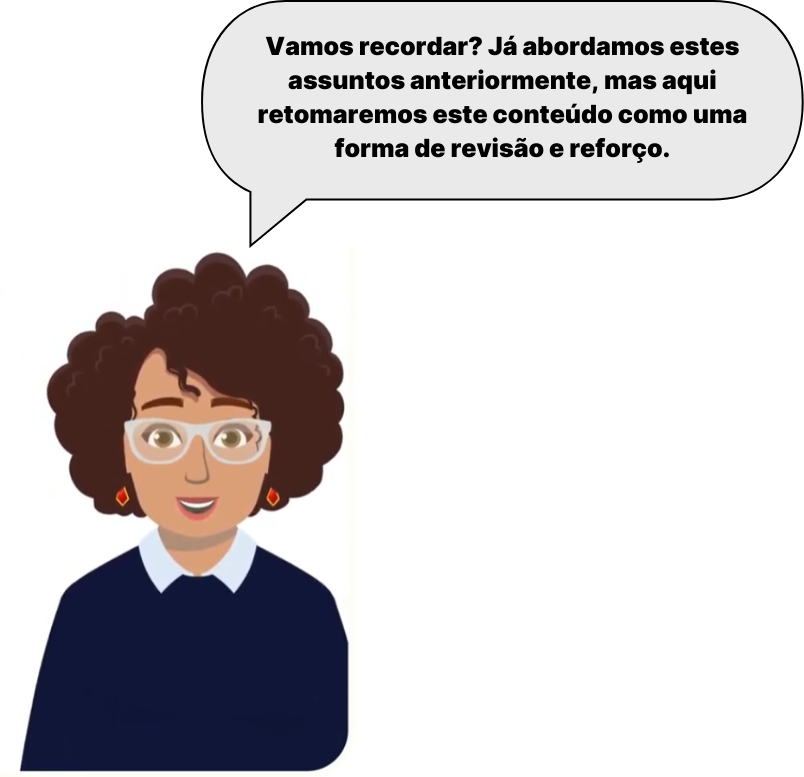 Vamos recordar? Já abordamos estes
assuntos anteriormente, mas aqui
retomaremos este conteúdo como uma
forma de revisão e reforço.